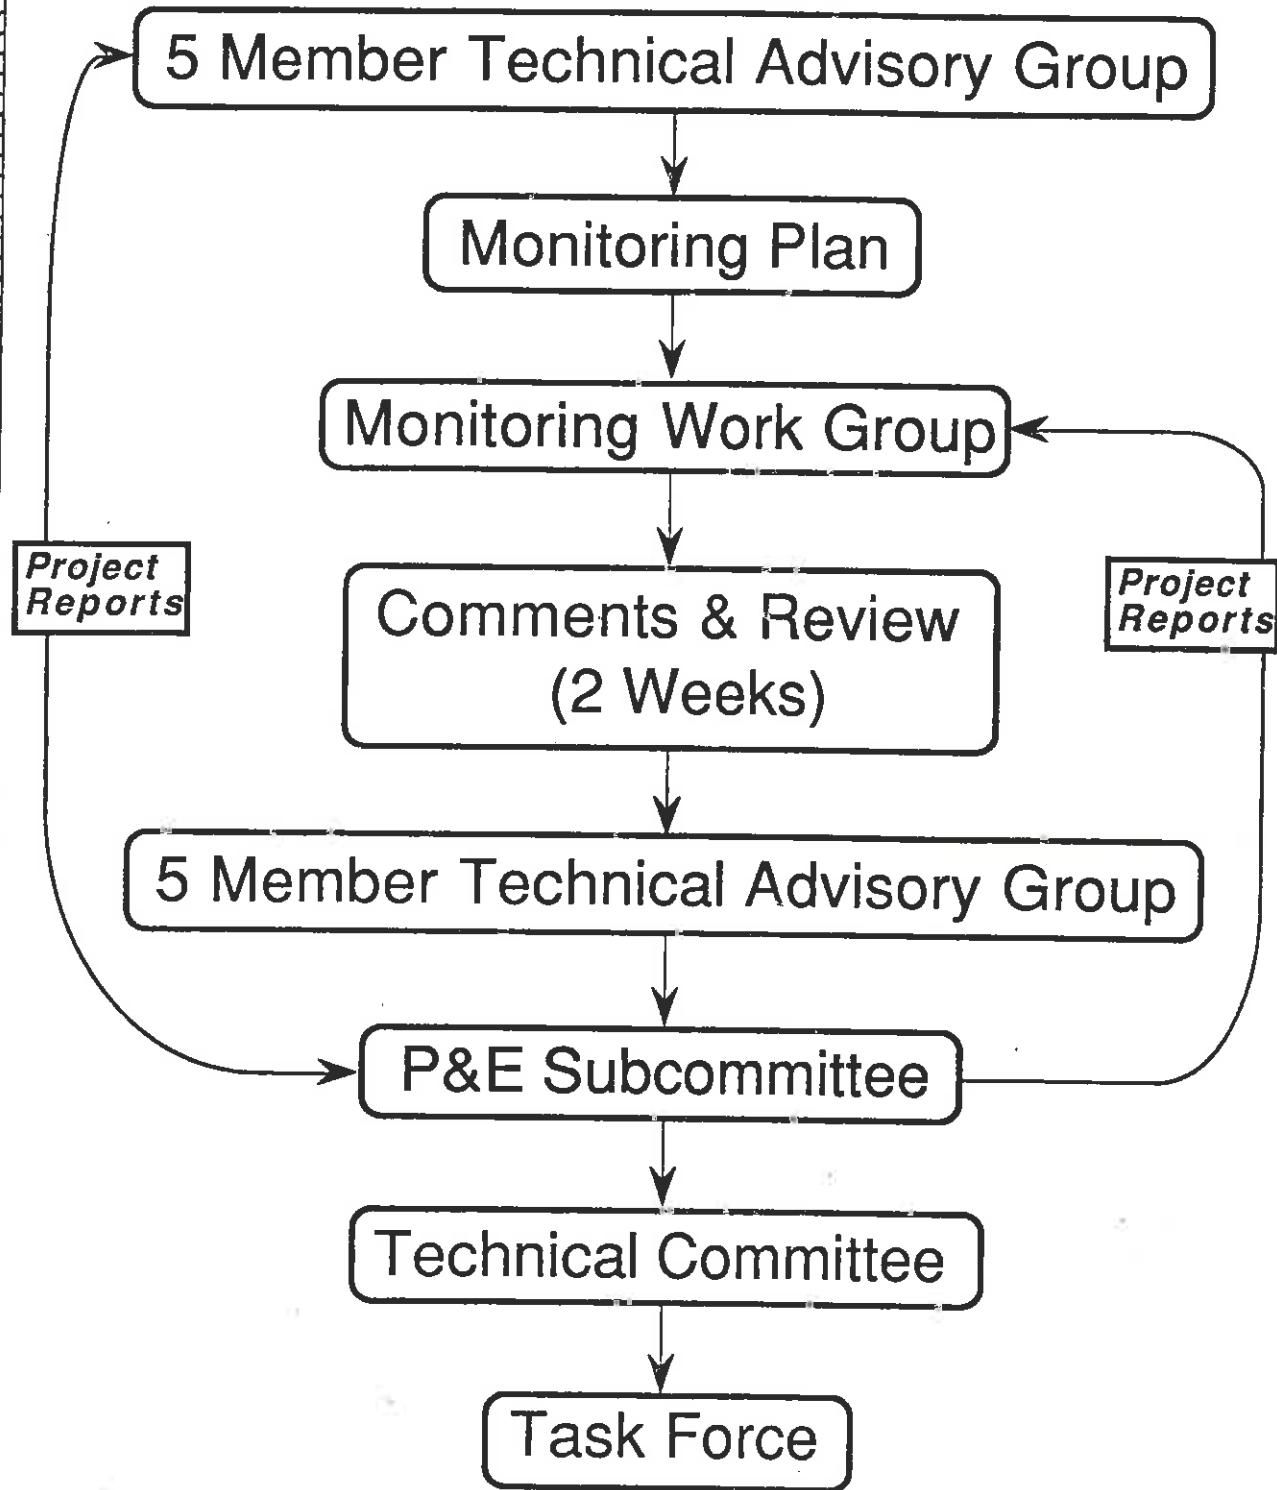 5 Member Technical Advisory Group
Monitoring Plan
Monitoring Work Group
Project
Reports
Project
Reports
Comments & Review
(2 Weeks)
5 Member Technical Advisory Group
P&E Subcommittee
Technical Committee
Task Force